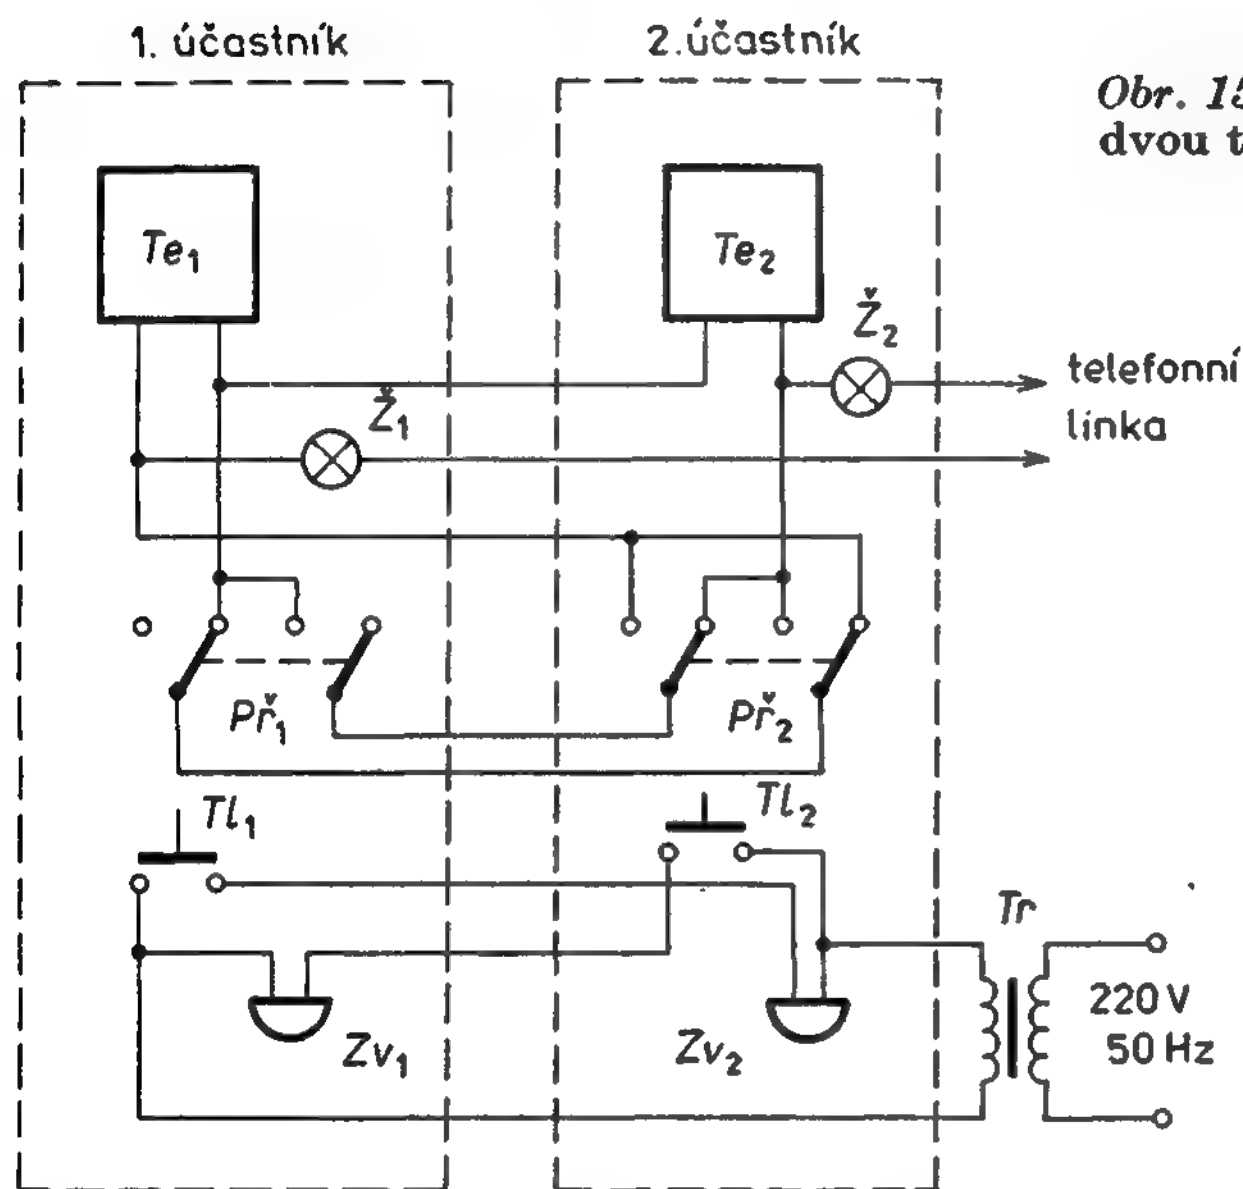 1. účastník
2.účastník
Obr. 15
dvou t
Te1
Te2
Ž2
telefonní
linka
Ž1
Př1
Př2
Tl1
Tl2
Tr
220 V
50 Hz
Zv1
Zv2